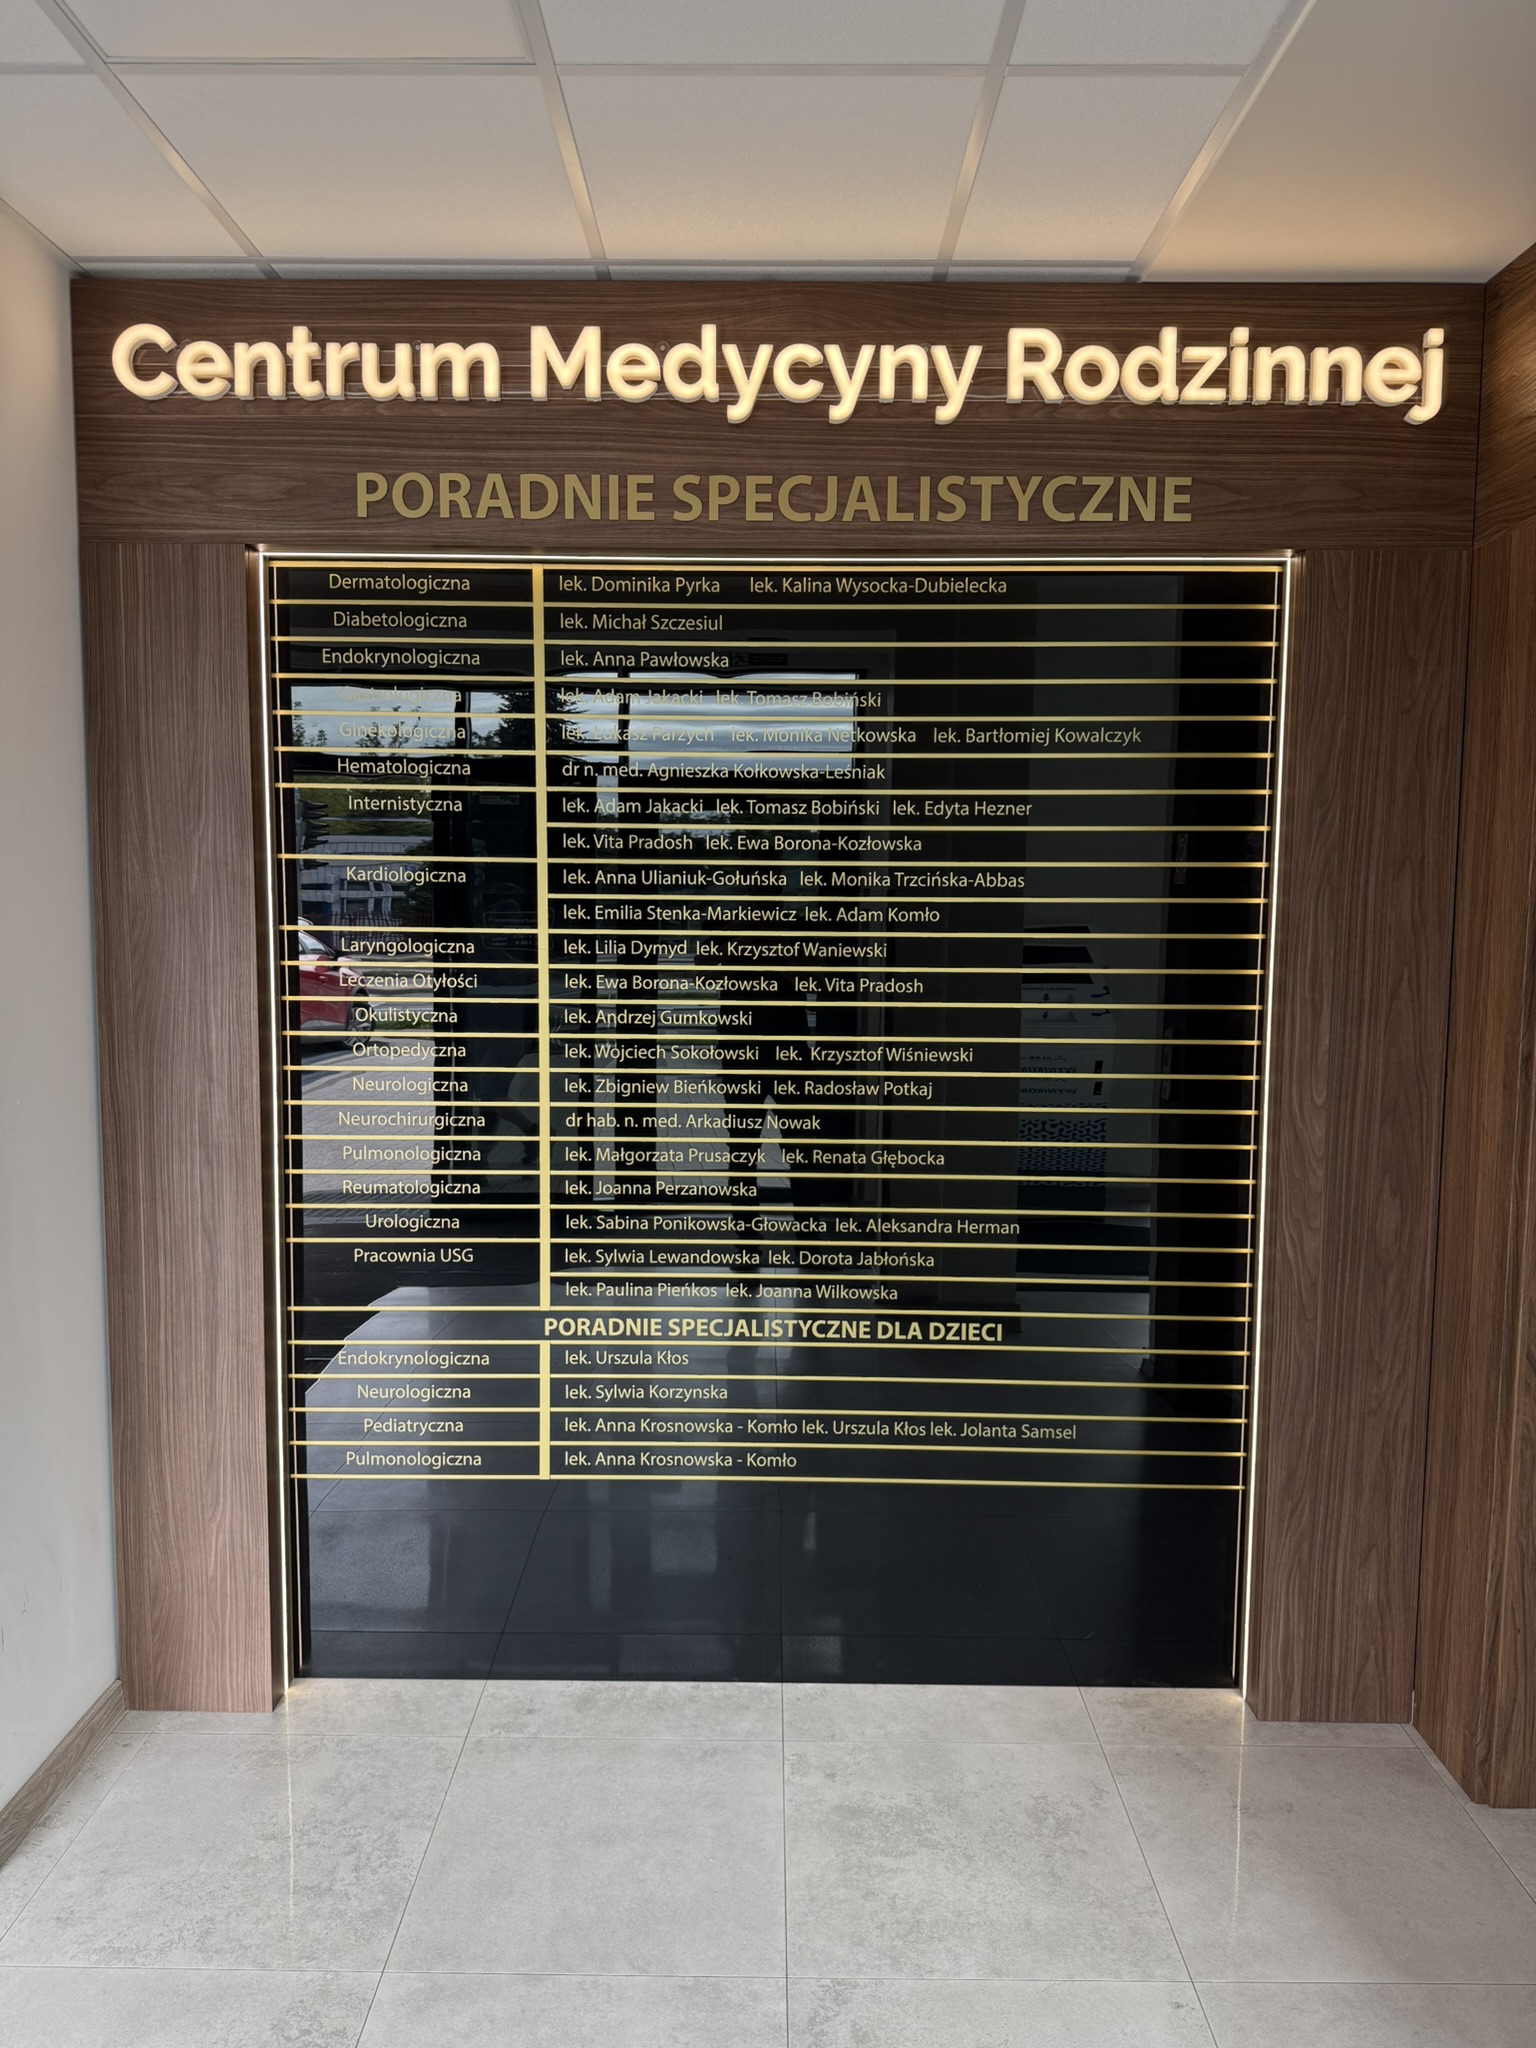 Centrum Medycyny Rodzinnej
PORADNIE SPECJALISTYCZNE
Dermatologiczna lek. Dominika Pyrka lek. Kalina Wysocka-Dubielecka
Diabetologiczna lek. Michał Szczesiul
Endokrynologiczna lek. Anna Pawłowska
lek. Adam Jakacki lek. Tomasz Bobiński
Ginekologiczna lek. Łukasz Parzych lek. Monika Netkowska lek. Bartłomiej Kowalczyk
Hematologiczna dr n. med. Agnieszka Kołkowska-Leśniak
Internistyczna lek. Adam Jakacki lek. Tomasz Bobiński lek. Edyta Hezner
lek. Vita Pradosh lek. Ewa Borona-Kozłowska
Kardiologiczna lek. Anna Ulianiuk-Gołuńska lek. Monika Trzcińska-Abbas
lek. Emilia Stenka-Markiewicz lek. Adam Komło
Laryngologiczna lek. Lilia Dymyd lek. Krzysztof Waniewski
Leczenia Otyłości lek. Ewa Borona-Kozłowska lek. Vita Pradosh
Okulistyczna lek. Andrzej Gumkowski
Ortopedyczna lek. Wojciech Sokołowski lek. Krzysztof Wiśniewski
Neurologiczna lek. Zbigniew Bieńkowski lek. Radosław Potkaj
Neurochirurgiczna dr hab. n. med. Arkadiusz Nowak
Pulmonologiczna lek. Małgorzata Prusaczyk lek. Renata Głębocka
Reumatologiczna lek. Joanna Perzanowska
Urologiczna lek. Sabina Ponikowska-Głowacka lek. Aleksandra Herman
Pracownia USG lek. Sylwia Lewandowska lek. Dorota Jabłońska
lek. Paulina Pieńkos lek. Joanna Wilkowska
PORADNIE SPECJALISTYCZNE DLA DZIECI
Endokrynologiczna lek. Urszula Kłos
Neurologiczna lek. Sylwia Korzynska
Pediatryczna lek. Anna Krosnowska - Komło lek. Urszula Kłos lek. Jolanta Samsel
Pulmonologiczna lek. Anna Krosnowska - Komło